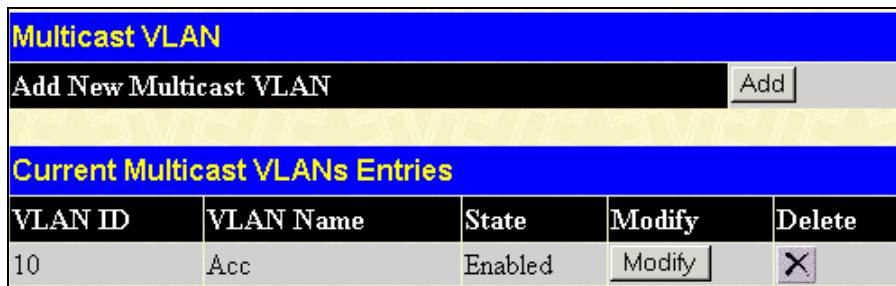 Multicast VLAN
Add New Multicast VLAN Add
Current Multicast VLANs Entries
VLAN ID VLAN Name State Modify Delete
10 Acc Enabled Modify X